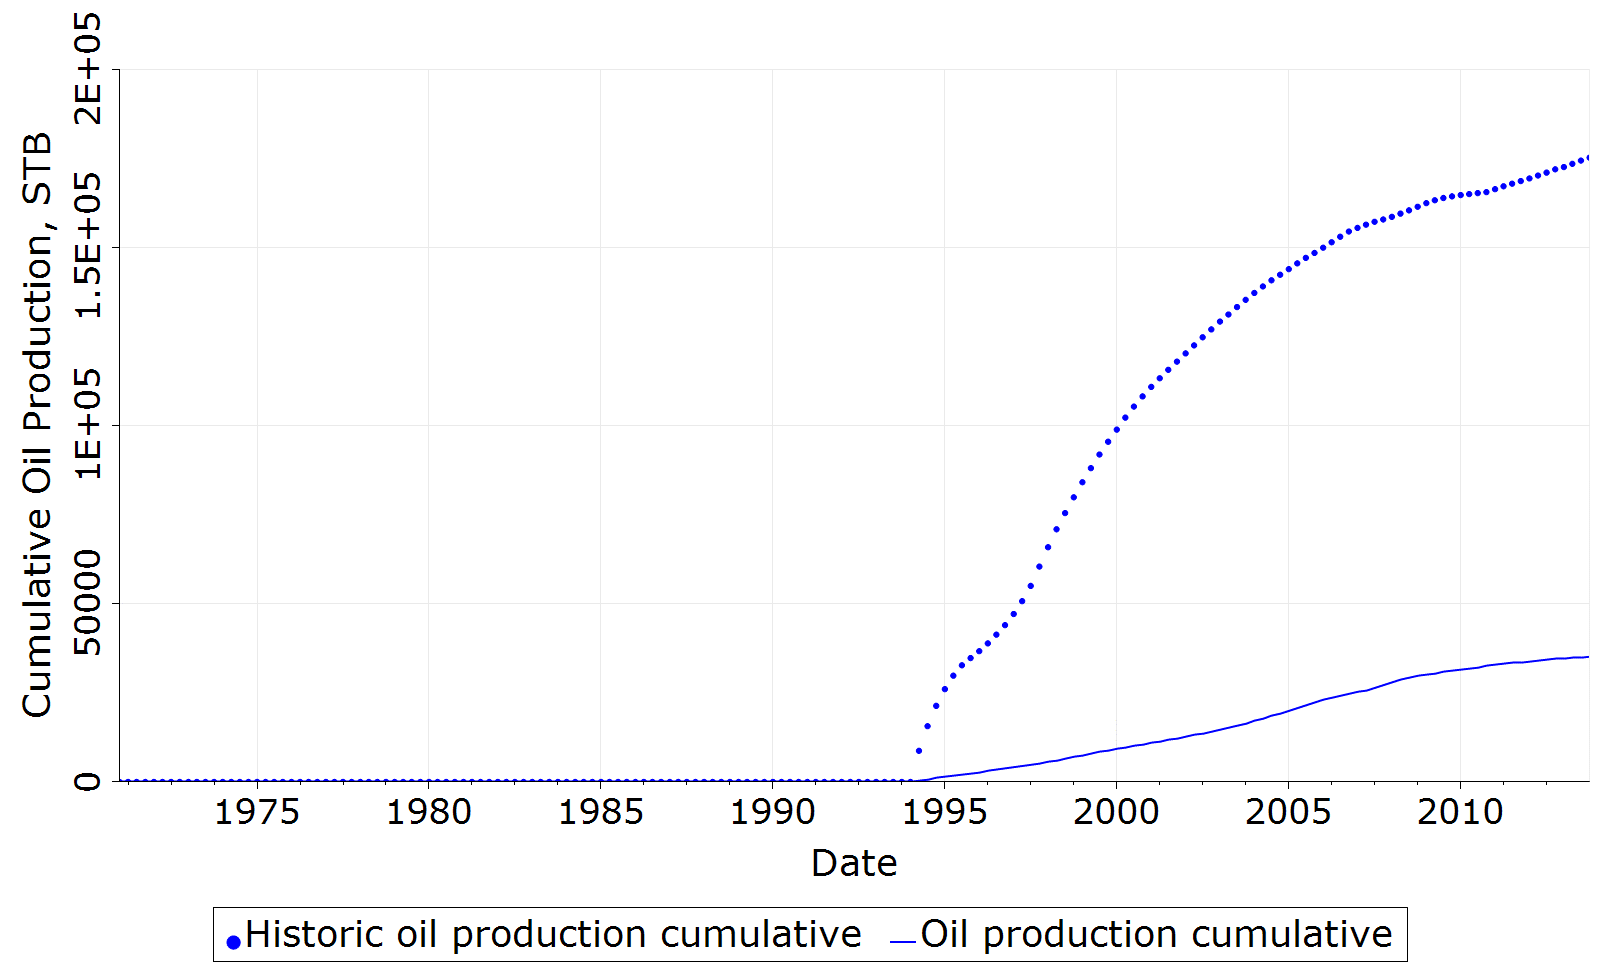 Cumulative Oil Production, STB
2E+05
1.5E+05
1E+05
50000
0
1975 1980 1985 1990 1995 2000 2005 2010
Date
Historic oil production cumulative Oil production cumulative